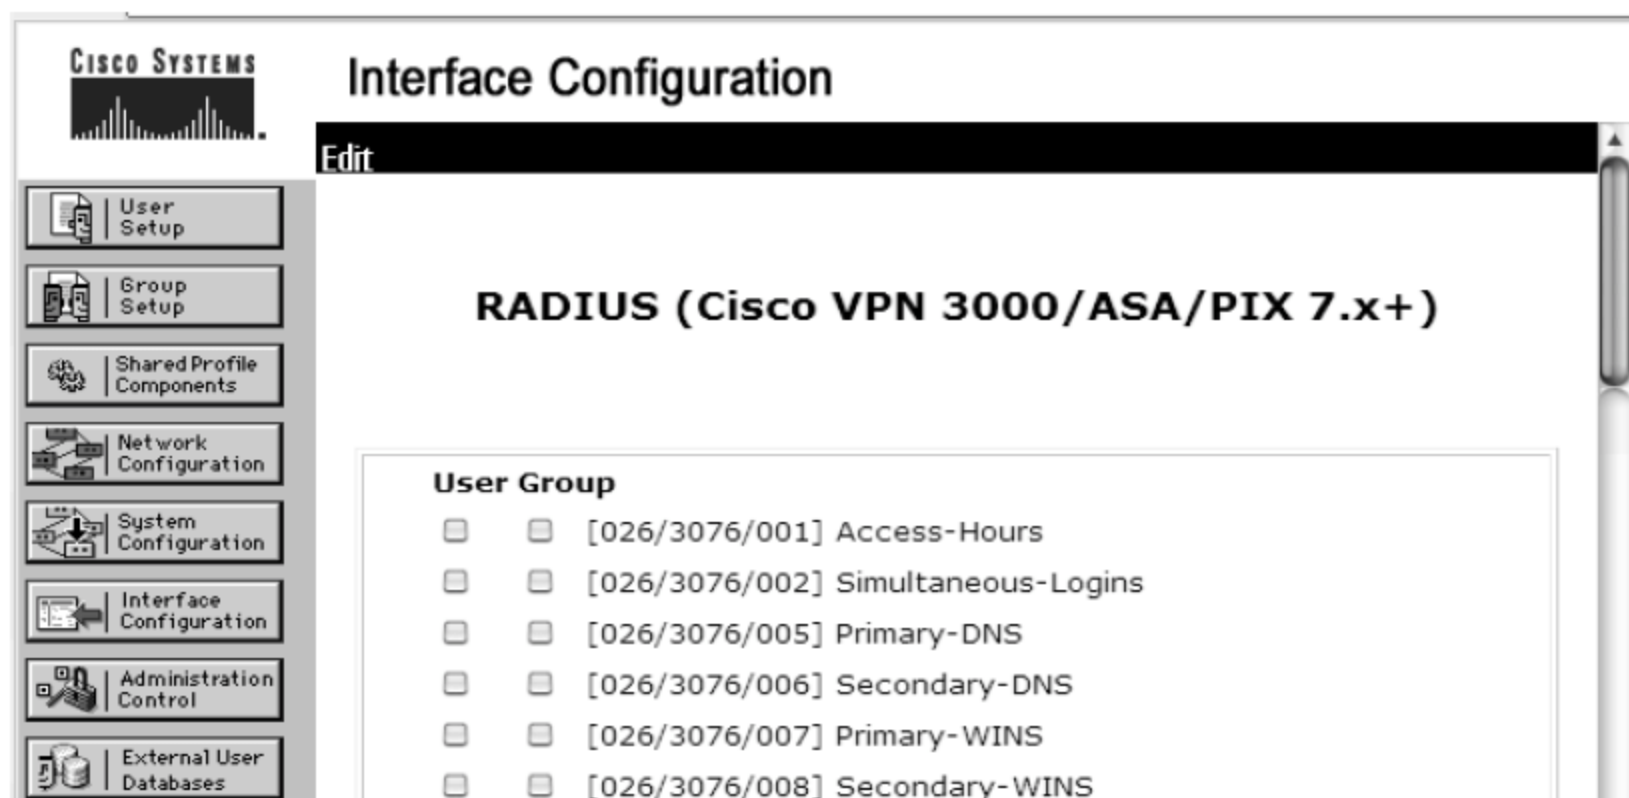 CISCO SYSTEMS
Interface Configuration
Edit
User
Setup
Group
Setup
Shared Profile
Components
Network
Configuration
System
Configuration
Interface
Configuration
Administration
Control
External User
Databases
RADIUS (Cisco VPN 3000/ASA/PIX 7.x+)
User Group
[026/3076/001] Access-Hours
[026/3076/002] Simultaneous-Logins
[026/3076/005] Primary-DNS
[026/3076/006] Secondary-DNS
[026/3076/007] Primary-WINS
[026/3076/008] Secondary-WINS